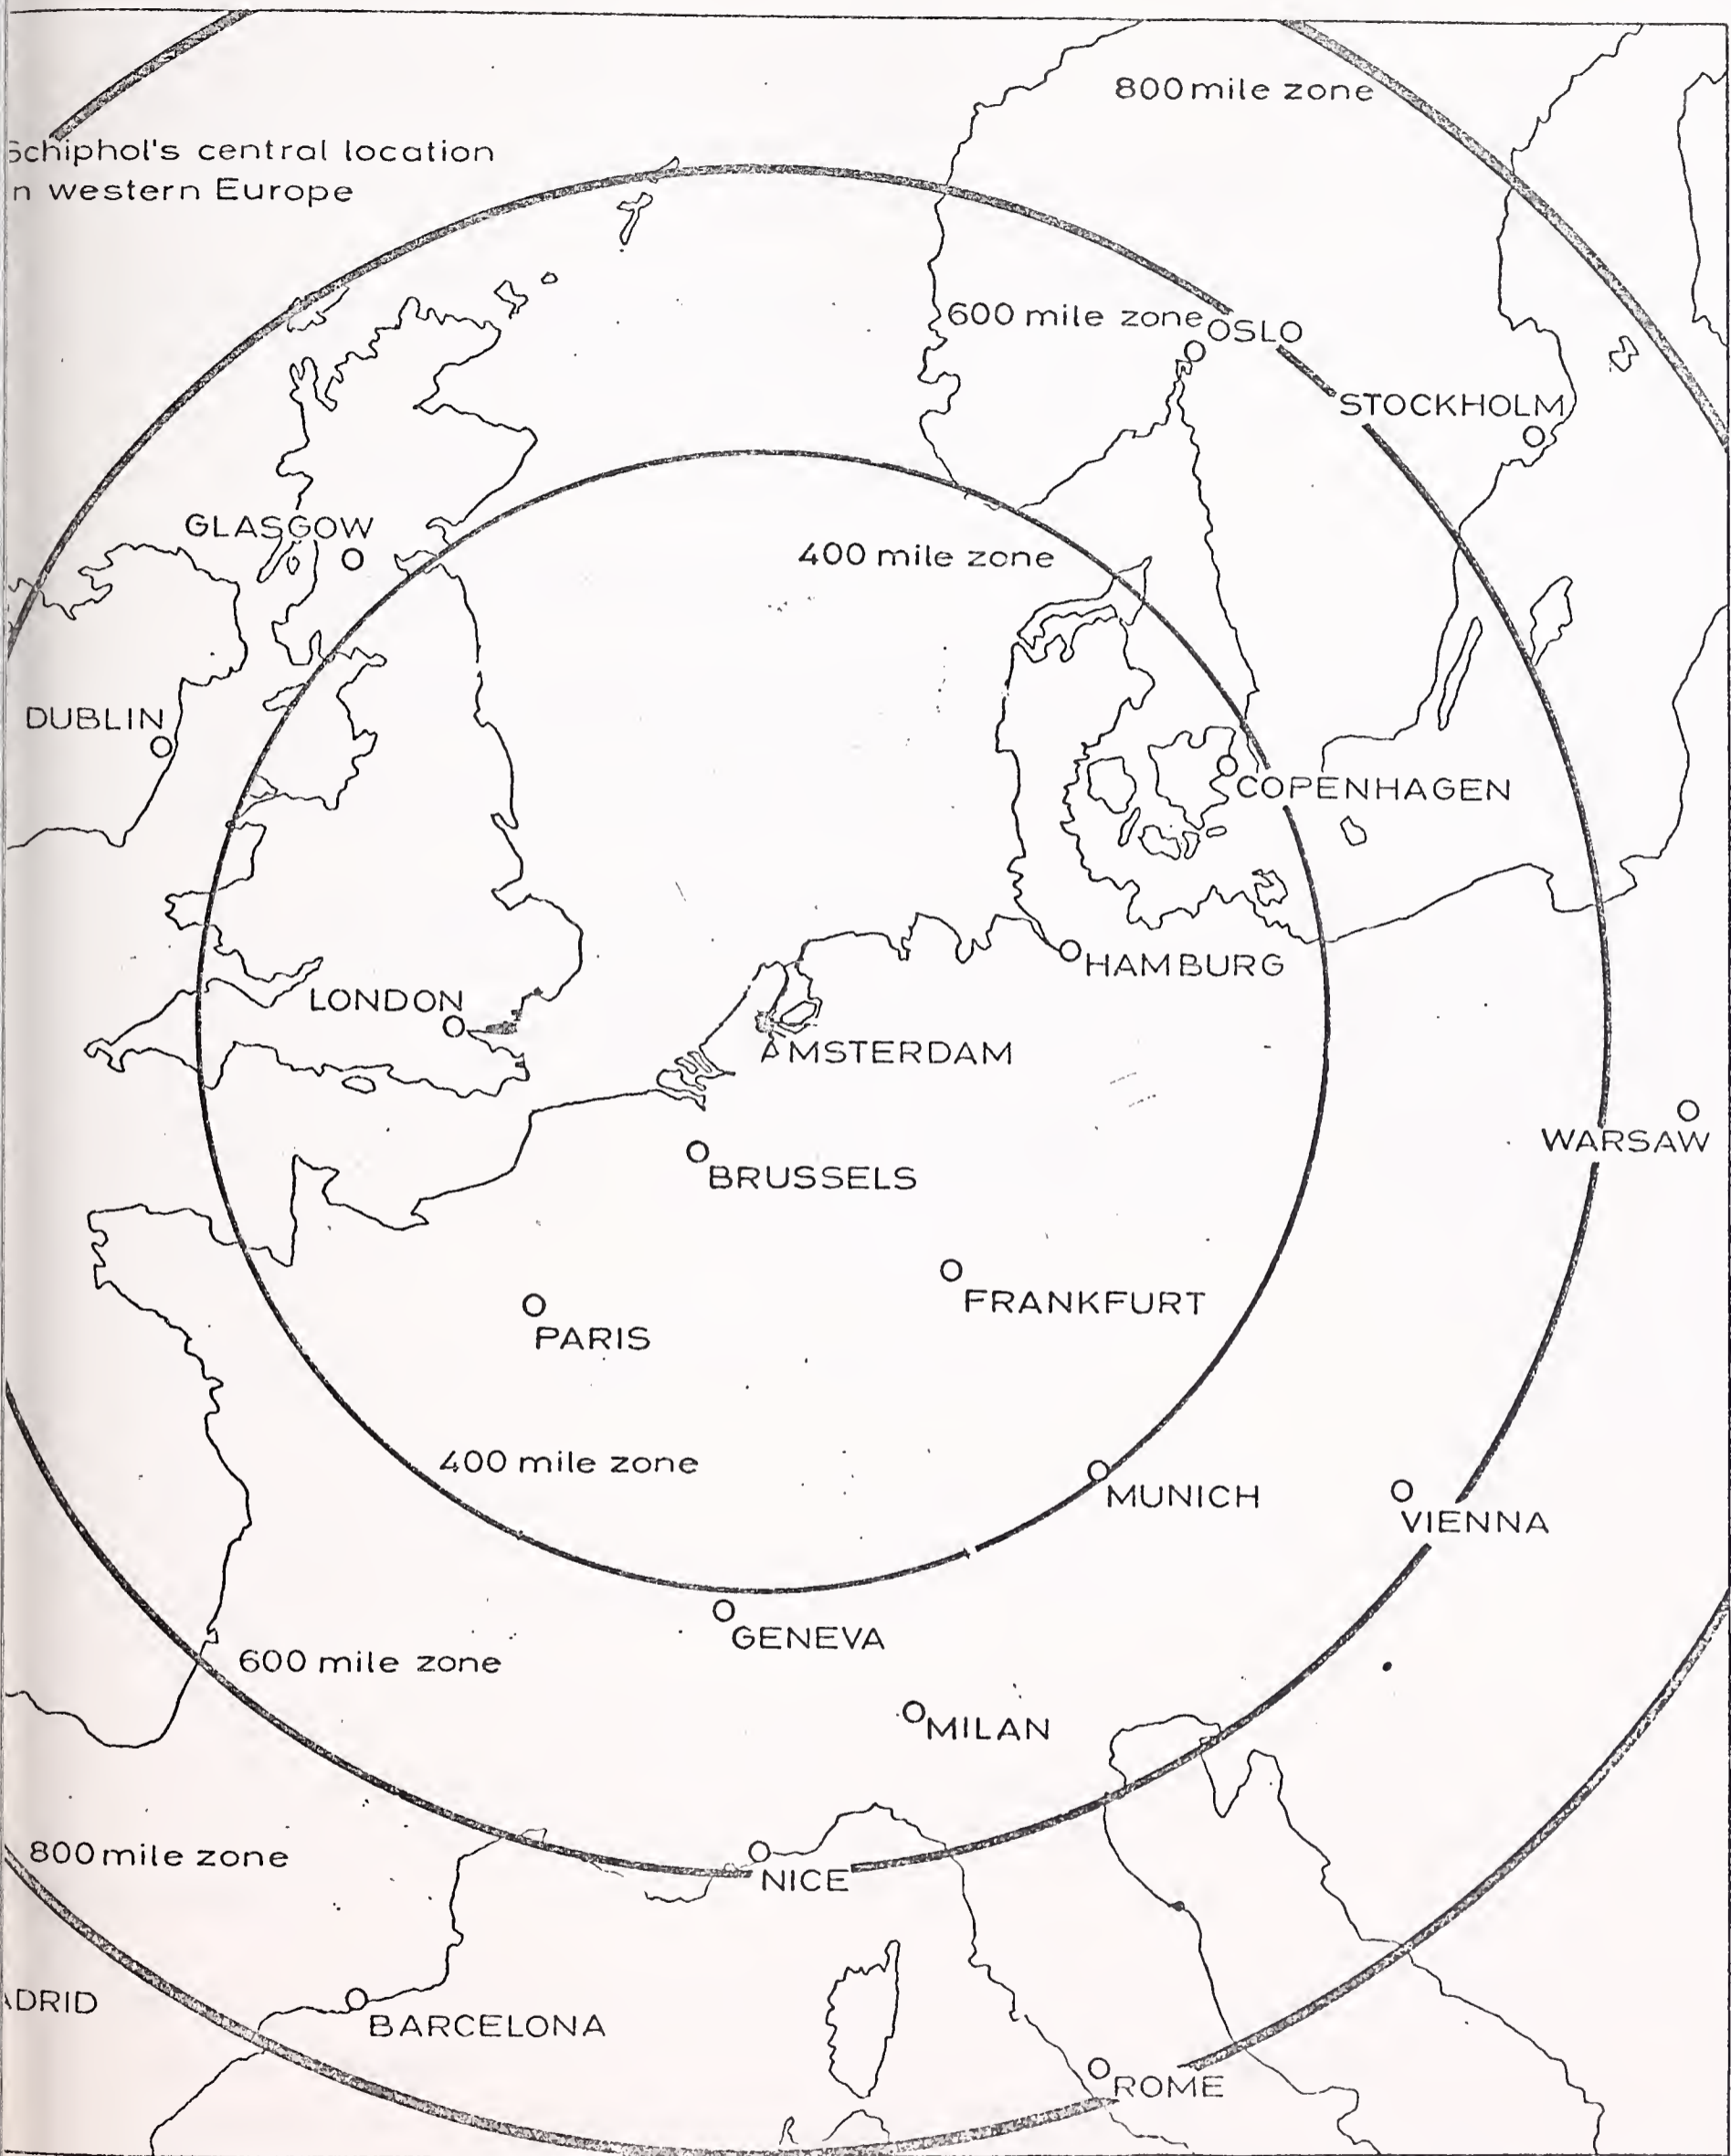 800 mile zone
Schiphol's central location
n western Europe
600 mile zone
OSLO
STOCKHOLM
GLASGOW
400 mile zone
DUBLIN
COPENHAGEN
HAMBURG
LONDON
AMSTERDAM
WARSAW
BRUSSELS
FRANKFURT
PARIS
400 mile zone
MUNICH
VIENNA
GENEVA
600 mile zone
MILAN
800 mile zone
NICE
ADRID
BARCELONA
ROME